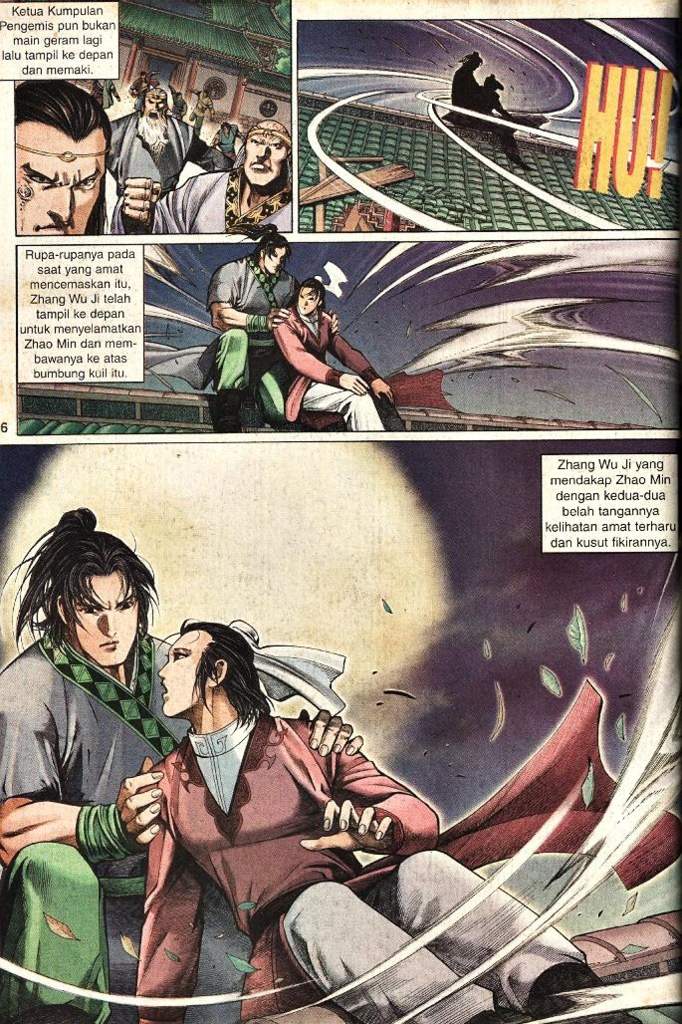 Ketua Kumpulan
Pengemis pun bukan
main geram lagi
lalu tampil ke depan
dan memaki.
HU!
Rupa-rupanya pada
saat yang amat
mencemaskan itu,
Zhang Wu Ji telah
tampil ke depan
untuk menyelamatkan
Zhao Min dan mem-
bawanya ke atas
bumbung kuil itu.
6
Zhang Wu Ji yang
mendakap Zhao Min
dengan kedua-dua
belah tangannya
kelihatan amat terharu
dan kusut fikirannya.